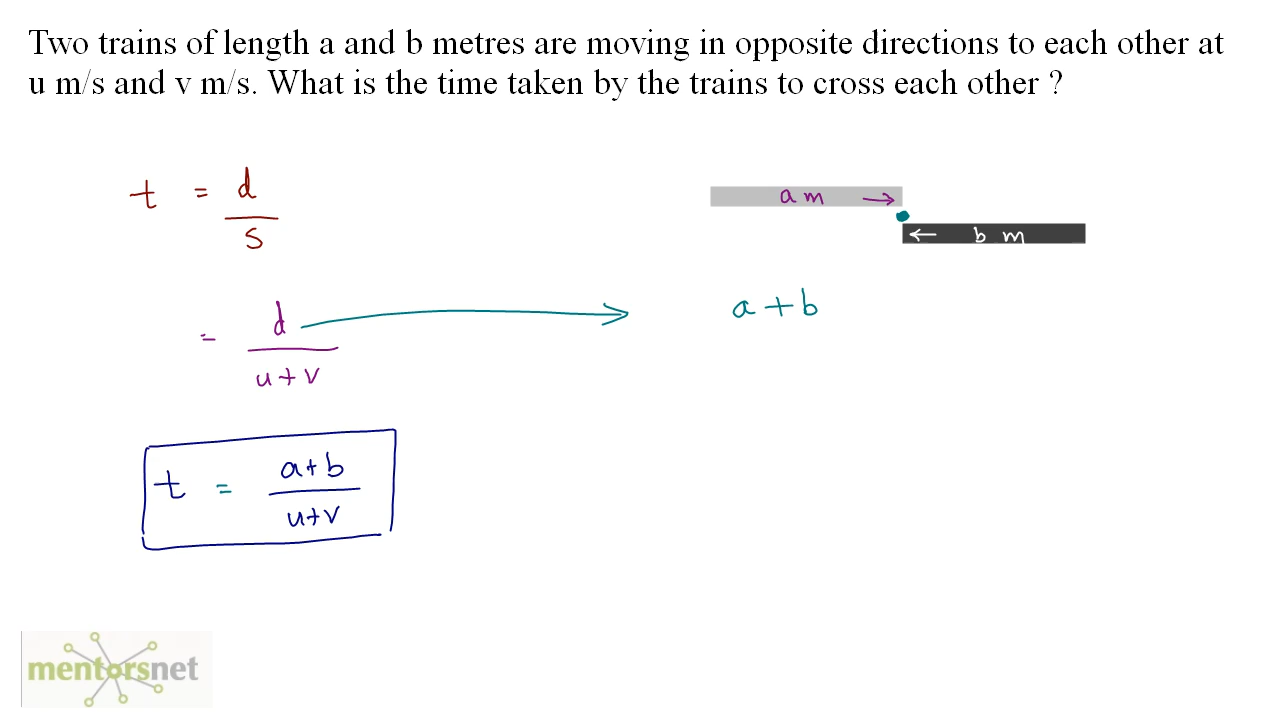 Two trains of length a and b metres are moving in opposite directions to each other at
u m/s and v m/s. What is the time taken by the trains to cross each other ?
t = d
s
a m →
← b m
= d
u+v
a+b
t = a+b
u+v
mentorsnet